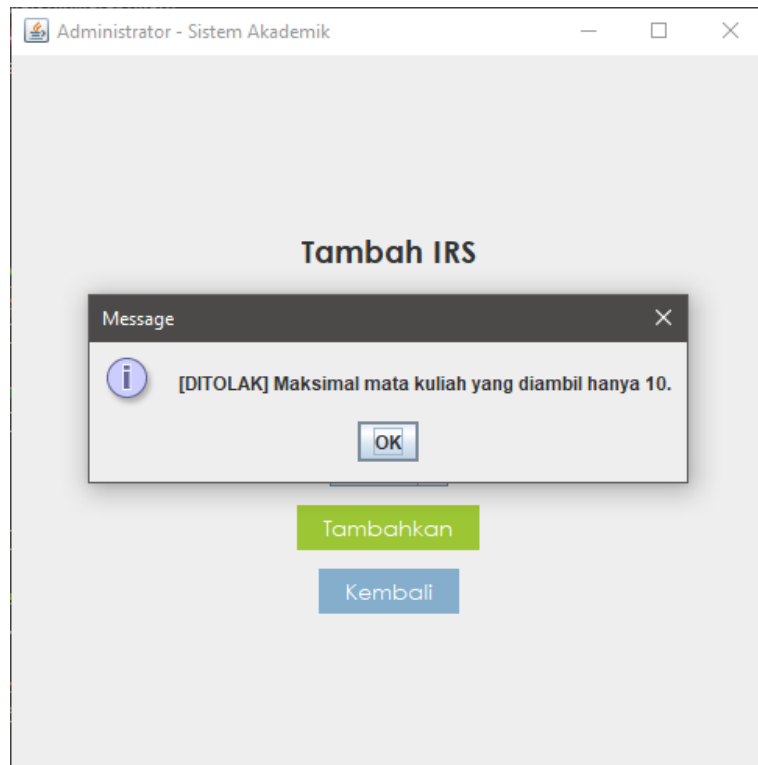 Administrator - Sistem Akademik
Tambah IRS
Message
[DITOLAK] Maksimal mata kuliah yang diambil hanya 10.
OK
Tambahkan
Kembali